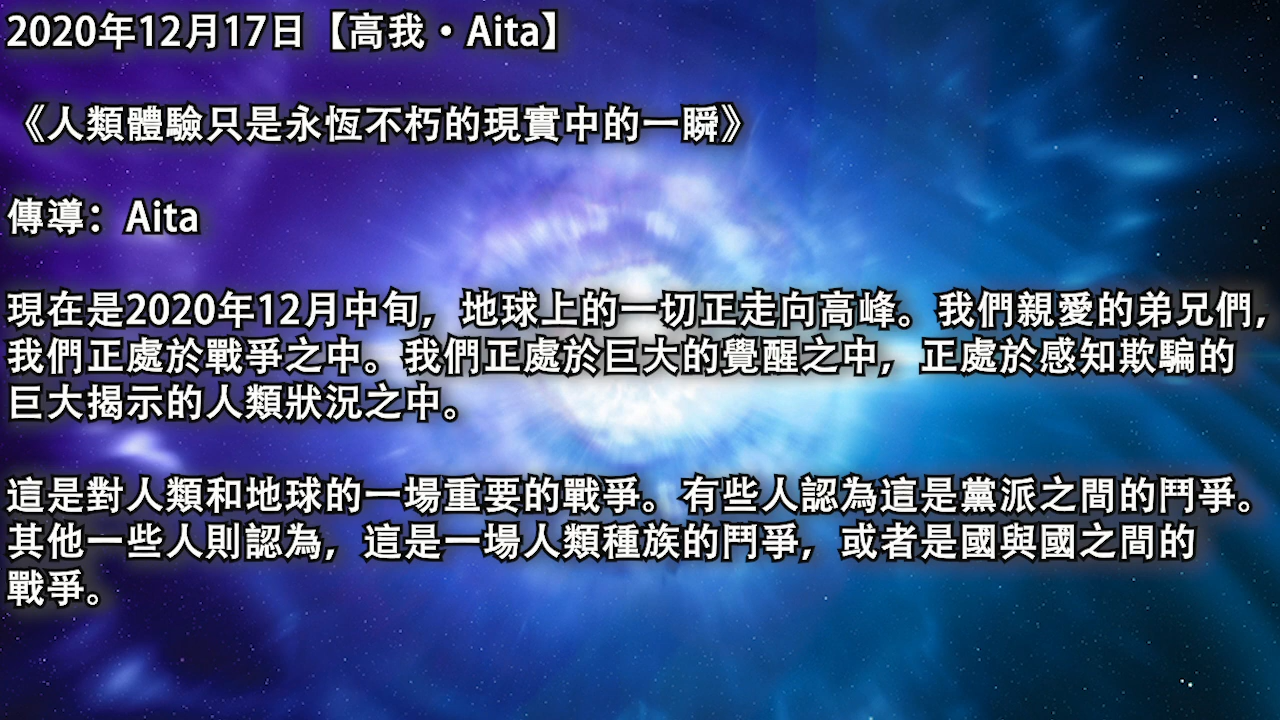 2020年12月17日【高我•Aita】
《人類體驗只是永恆不朽的現實中的一瞬》
傳導：Aita
現在是2020年12月中旬，地球上的一切正走向高峰。我們親愛的弟兄們，
我們正處於戰爭之中。我們正處於巨大的覺醒之中，正處於感知欺騙的
巨大揭示的人類狀況之中。
這是對人類和地球的一場重要的戰爭。有些人認為這是黨派之間的鬥爭。
其他一些人則認為，這是一場人類種族的鬥爭，或者是國與國之間的
戰爭。